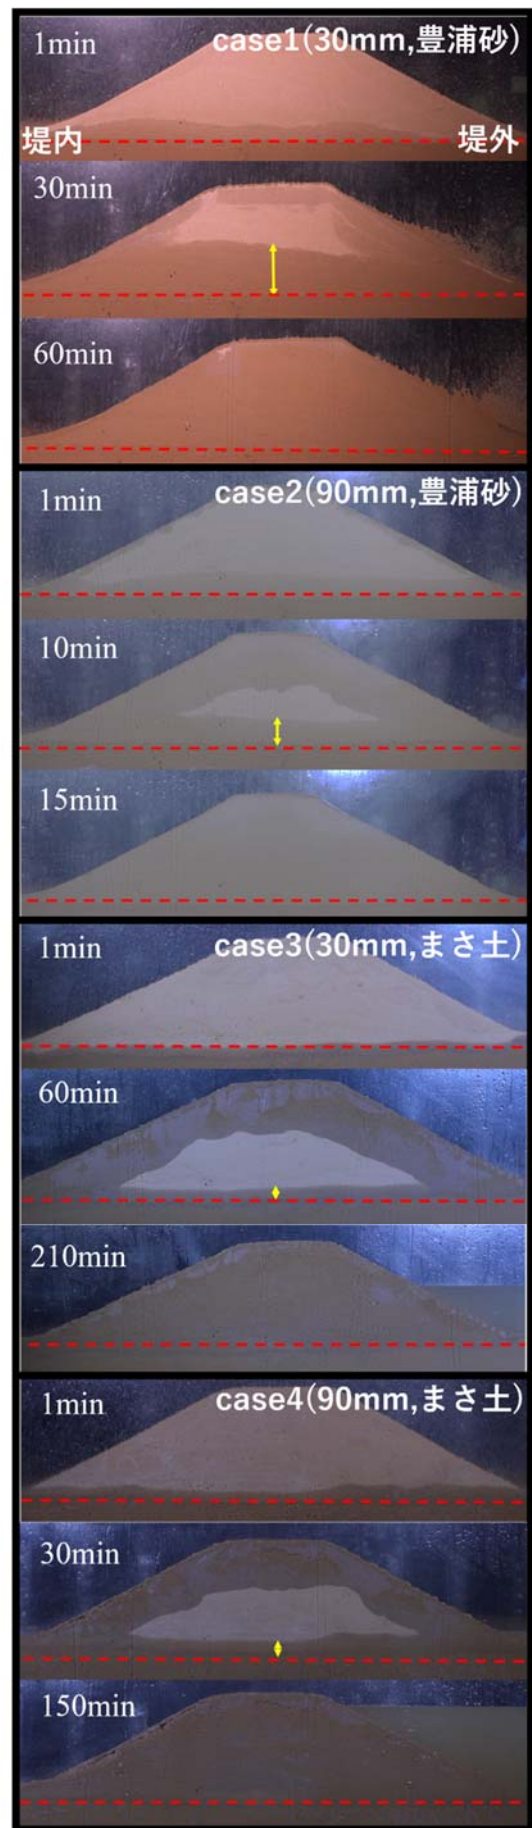 1min case1(30mm,豊浦砂)
堤内 堤外
30min
60min
1min case2(90mm,豊浦砂)
10min
15min
1min case3(30mm,まさ土)
60min
210min
1min case4(90mm,まさ土)
30min
150min